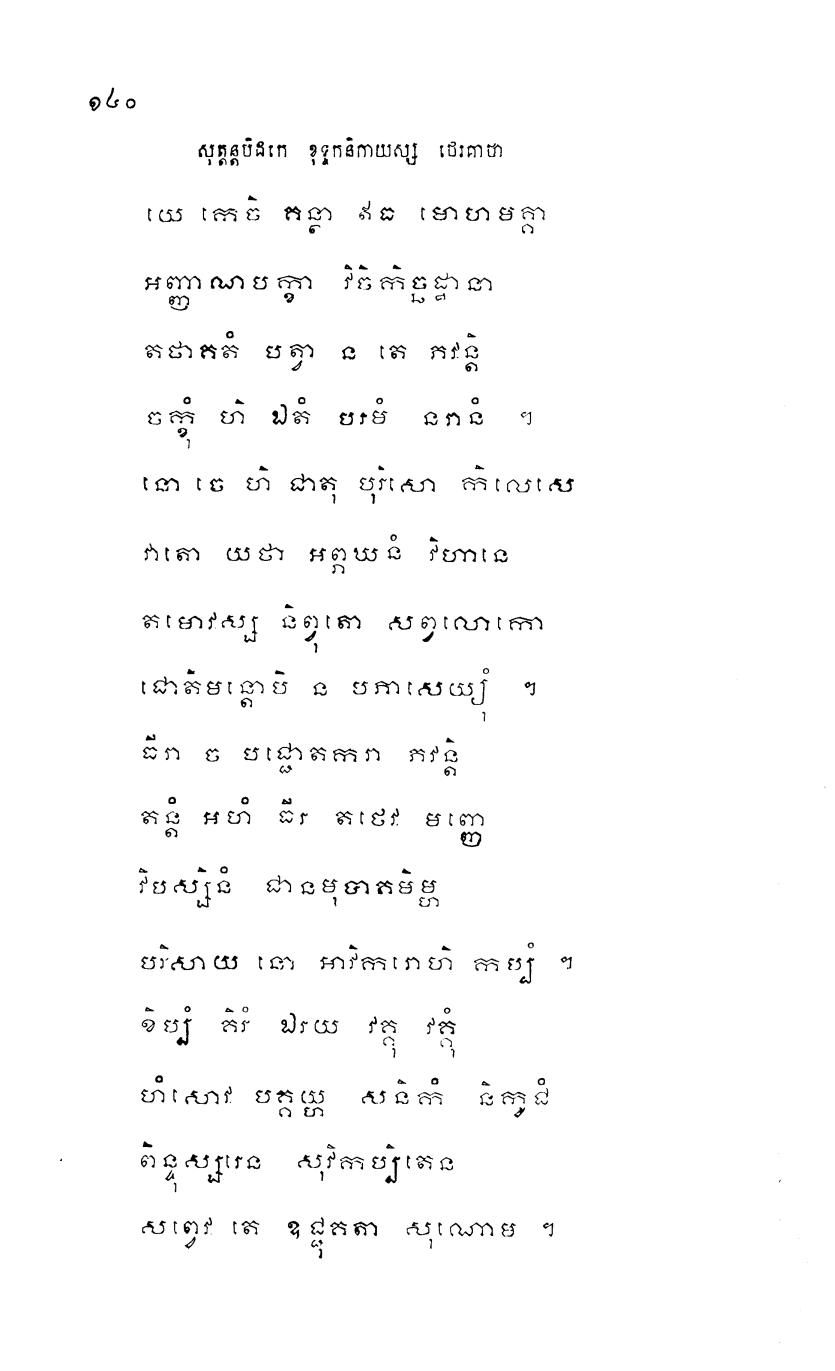 ១៤០
សុត្តន្តបិដកេ ខុទ្ទកនិកាយស្ស ថេរគាថា
យេ កេចិ គន្ថា ឥធ មោហមគ្គា
អញ្ញាណបក្ខា វិចិកិច្ឆដ្ឋានា
តថាគតំ បត្វា ន តេ ភវន្តិ
ចក្ខុំ ហិ ឯតំ បរមំ នរានំ ។
នោ ចេ ហិ ជាតុ បុរិសោ កិលេសេ
វាតោ យថា អព្ភឃនំ វិហានេ
តមោវស្ស និព្វុតោ សព្វលោកោ
ជោតិមន្តោបិ ន បភាសេយ្យុំ ។
ធីរា ច បជ្ជោតករា ភវន្តិ
តន្តំ អហំ ធីរ តថេវ មញ្ញេ
វិបស្សិនំ ជានមុបាគមិម្ហ
បរិសាយ នោ អាវិករោហិ កប្បំ ។
ខិប្បំ គិរំ ឯរយ វគ្គុ វគ្គុំ
ហំសោវ បគ្គយ្ហ សនិកំ និកូជំ
ពិន្ទុស្សរេន សុវិកប្បិតេន
សព្វេវ តេ ឧជ្ជុគតា សុណោម ។